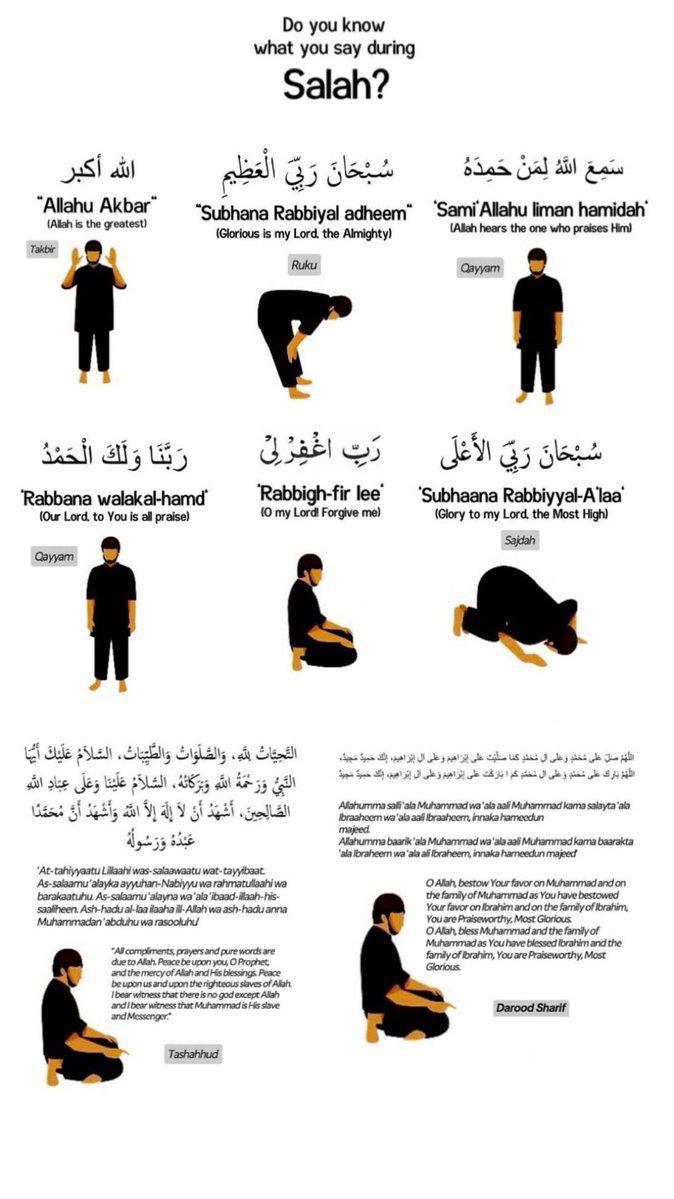 Do you know
what you say during
Salah?
الله أكبر
"Allahu Akbar"
(Allah is the greatest)
Takbir
سُبْحَانَ رَبِّيَ الْعَظِيمِ
"Subhana Rabbiyal adheem"
(Glorious is my Lord, the Almighty)
Ruku
سَمِعَ اللَّهُ لِمَنْ حَمِدَهُ
'Sami'Allahu liman hamidah'
(Allah hears the one who praises Him)
Qayyam
رَبَّنَا وَلَكَ الْحَمْدُ
'Rabbana walakal-hamd'
(Our Lord, to You is all praise)
Qayyam
رَبِّ اغْفِرْ لِيْ
'Rabbigh-fir lee'
(O my Lord! Forgive me)
سُبْحَانَ رَبِّيَ الأَعْلَى
'Subhaana Rabbiyyal-A'laa'
(Glory to my Lord, the Most High)
Sajdah
التَّحِيَّاتُ لِلَّهِ، وَالصَّلَوَاتُ وَالطَّيِّبَاتُ، السَّلاَمُ عَلَيْكَ أَيُّهَا
النَّبِيُّ وَرَحْمَةُ اللَّهِ وَبَرَكَاتُهُ، السَّلاَمُ عَلَيْنَا وَعَلَى عِبَادِ اللَّهِ
الصَّالِحِينَ، أَشْهَدُ أَنْ لاَ إِلَهَ إِلاَّ اللَّهُ وَأَشْهَدُ أَنَّ مُحَمَّدًا
عَبْدُهُ وَرَسُولُهُ
'At-tahiyyaatu Lillaahi was-salaawaatu wat-tayyibaat.
As-salaamu 'alayka ayyuhan-Nabiyyu wa rahmatullaahi wa
barakaatuhu. As-salaamu 'alayna wa 'ala 'ibaad-illaah-his-
saaliheen. Ash-hadu al-laa ilaaha ill-Allah wa ash-hadu anna
Muhammadan 'abduhu wa rasooluhu'
"All compliments, prayers and pure words are
due to Allah. Peace be upon you, O Prophet,
and the mercy of Allah and His blessings. Peace
be upon us and upon the righteous slaves of Allah.
I bear witness that there is no god except Allah
and I bear witness that Muhammad is His slave
and Messenger."
Tashahhud
اللَّهُمَّ صَلِّ عَلَى مُحَمَّدٍ وَعَلَى آلِ مُحَمَّدٍ كَمَا صَلَّيْتَ عَلَى إِبْرَاهِيمَ وَعَلَى آلِ إِبْرَاهِيمَ، إِنَّكَ حَمِيدٌ مَجِيدٌ،
اللَّهُمَّ بَارِكْ عَلَى مُحَمَّدٍ وَعَلَى آلِ مُحَمَّدٍ كَمَا بَارَكْتَ عَلَى إِبْرَاهِيمَ وَعَلَى آلِ إِبْرَاهِيمَ، إِنَّكَ حَمِيدٌ مَجِيدٌ
Allahumma salli 'ala Muhammad wa 'ala aali Muhammad kama salayta 'ala
Ibraaheem wa 'ala aali Ibraaheem, innaka hameedun
majeed.
Allahumma baarik 'ala Muhammad wa 'ala aali Muhammad kama baarakta
'ala Ibraheem wa 'ala ali Ibraheem, innaka hameedun majeed'
O Allah, bestow Your favor on Muhammad and on
the family of Muhammad as You have bestowed
Your favor on Ibrahim and on the family of Ibrahim,
You are Praiseworthy, Most Glorious.
O Allah, bless Muhammad and the family of
Muhammad as You have blessed Ibrahim and the
family of Ibrahim, You are Praiseworthy, Most
Glorious.
Darood Sharif